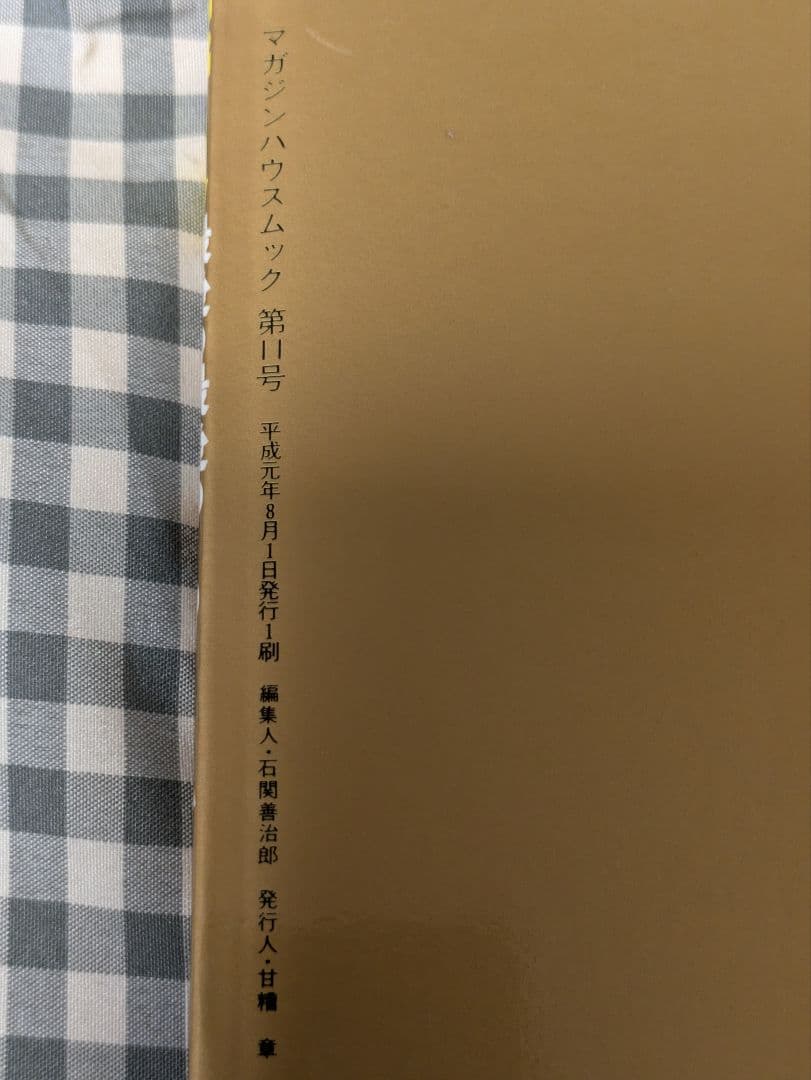 マガジンハウスムック 第11号 平成元年8月1日発行1刷 編集人・石関善治郎 発行人・甘糟 章